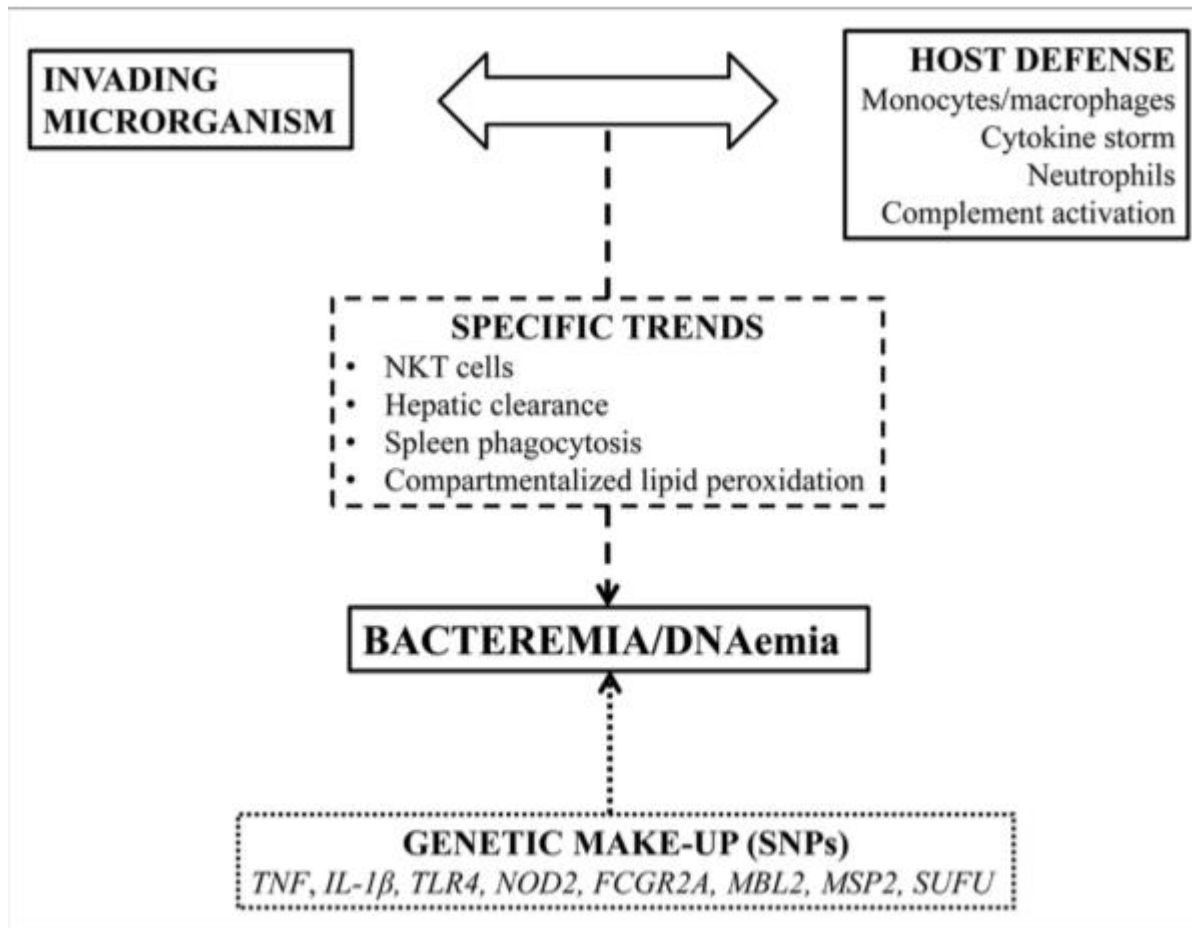 INVADING
MICRORGANISM
HOST DEFENSE
Monocytes/macrophages
Cytokine storm
Neutrophils
Complement activation
SPECIFIC TRENDS
• NKT cells
• Hepatic clearance
• Spleen phagocytosis
• Compartmentalized lipid peroxidation
BACTEREMIA/DNAemia
GENETIC MAKE-UP (SNPs)
TNF, IL-1β, TLR4, NOD2, FCGR2A, MBL2, MSP2, SUFU